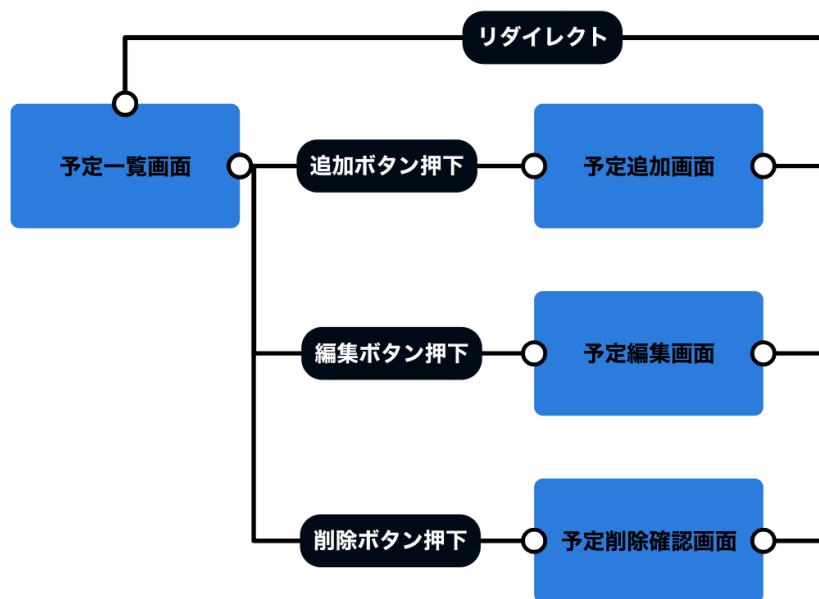 リダイレクト
予定一覧画面
追加ボタン押下
予定追加画面
編集ボタン押下
予定編集画面
削除ボタン押下
予定削除確認画面